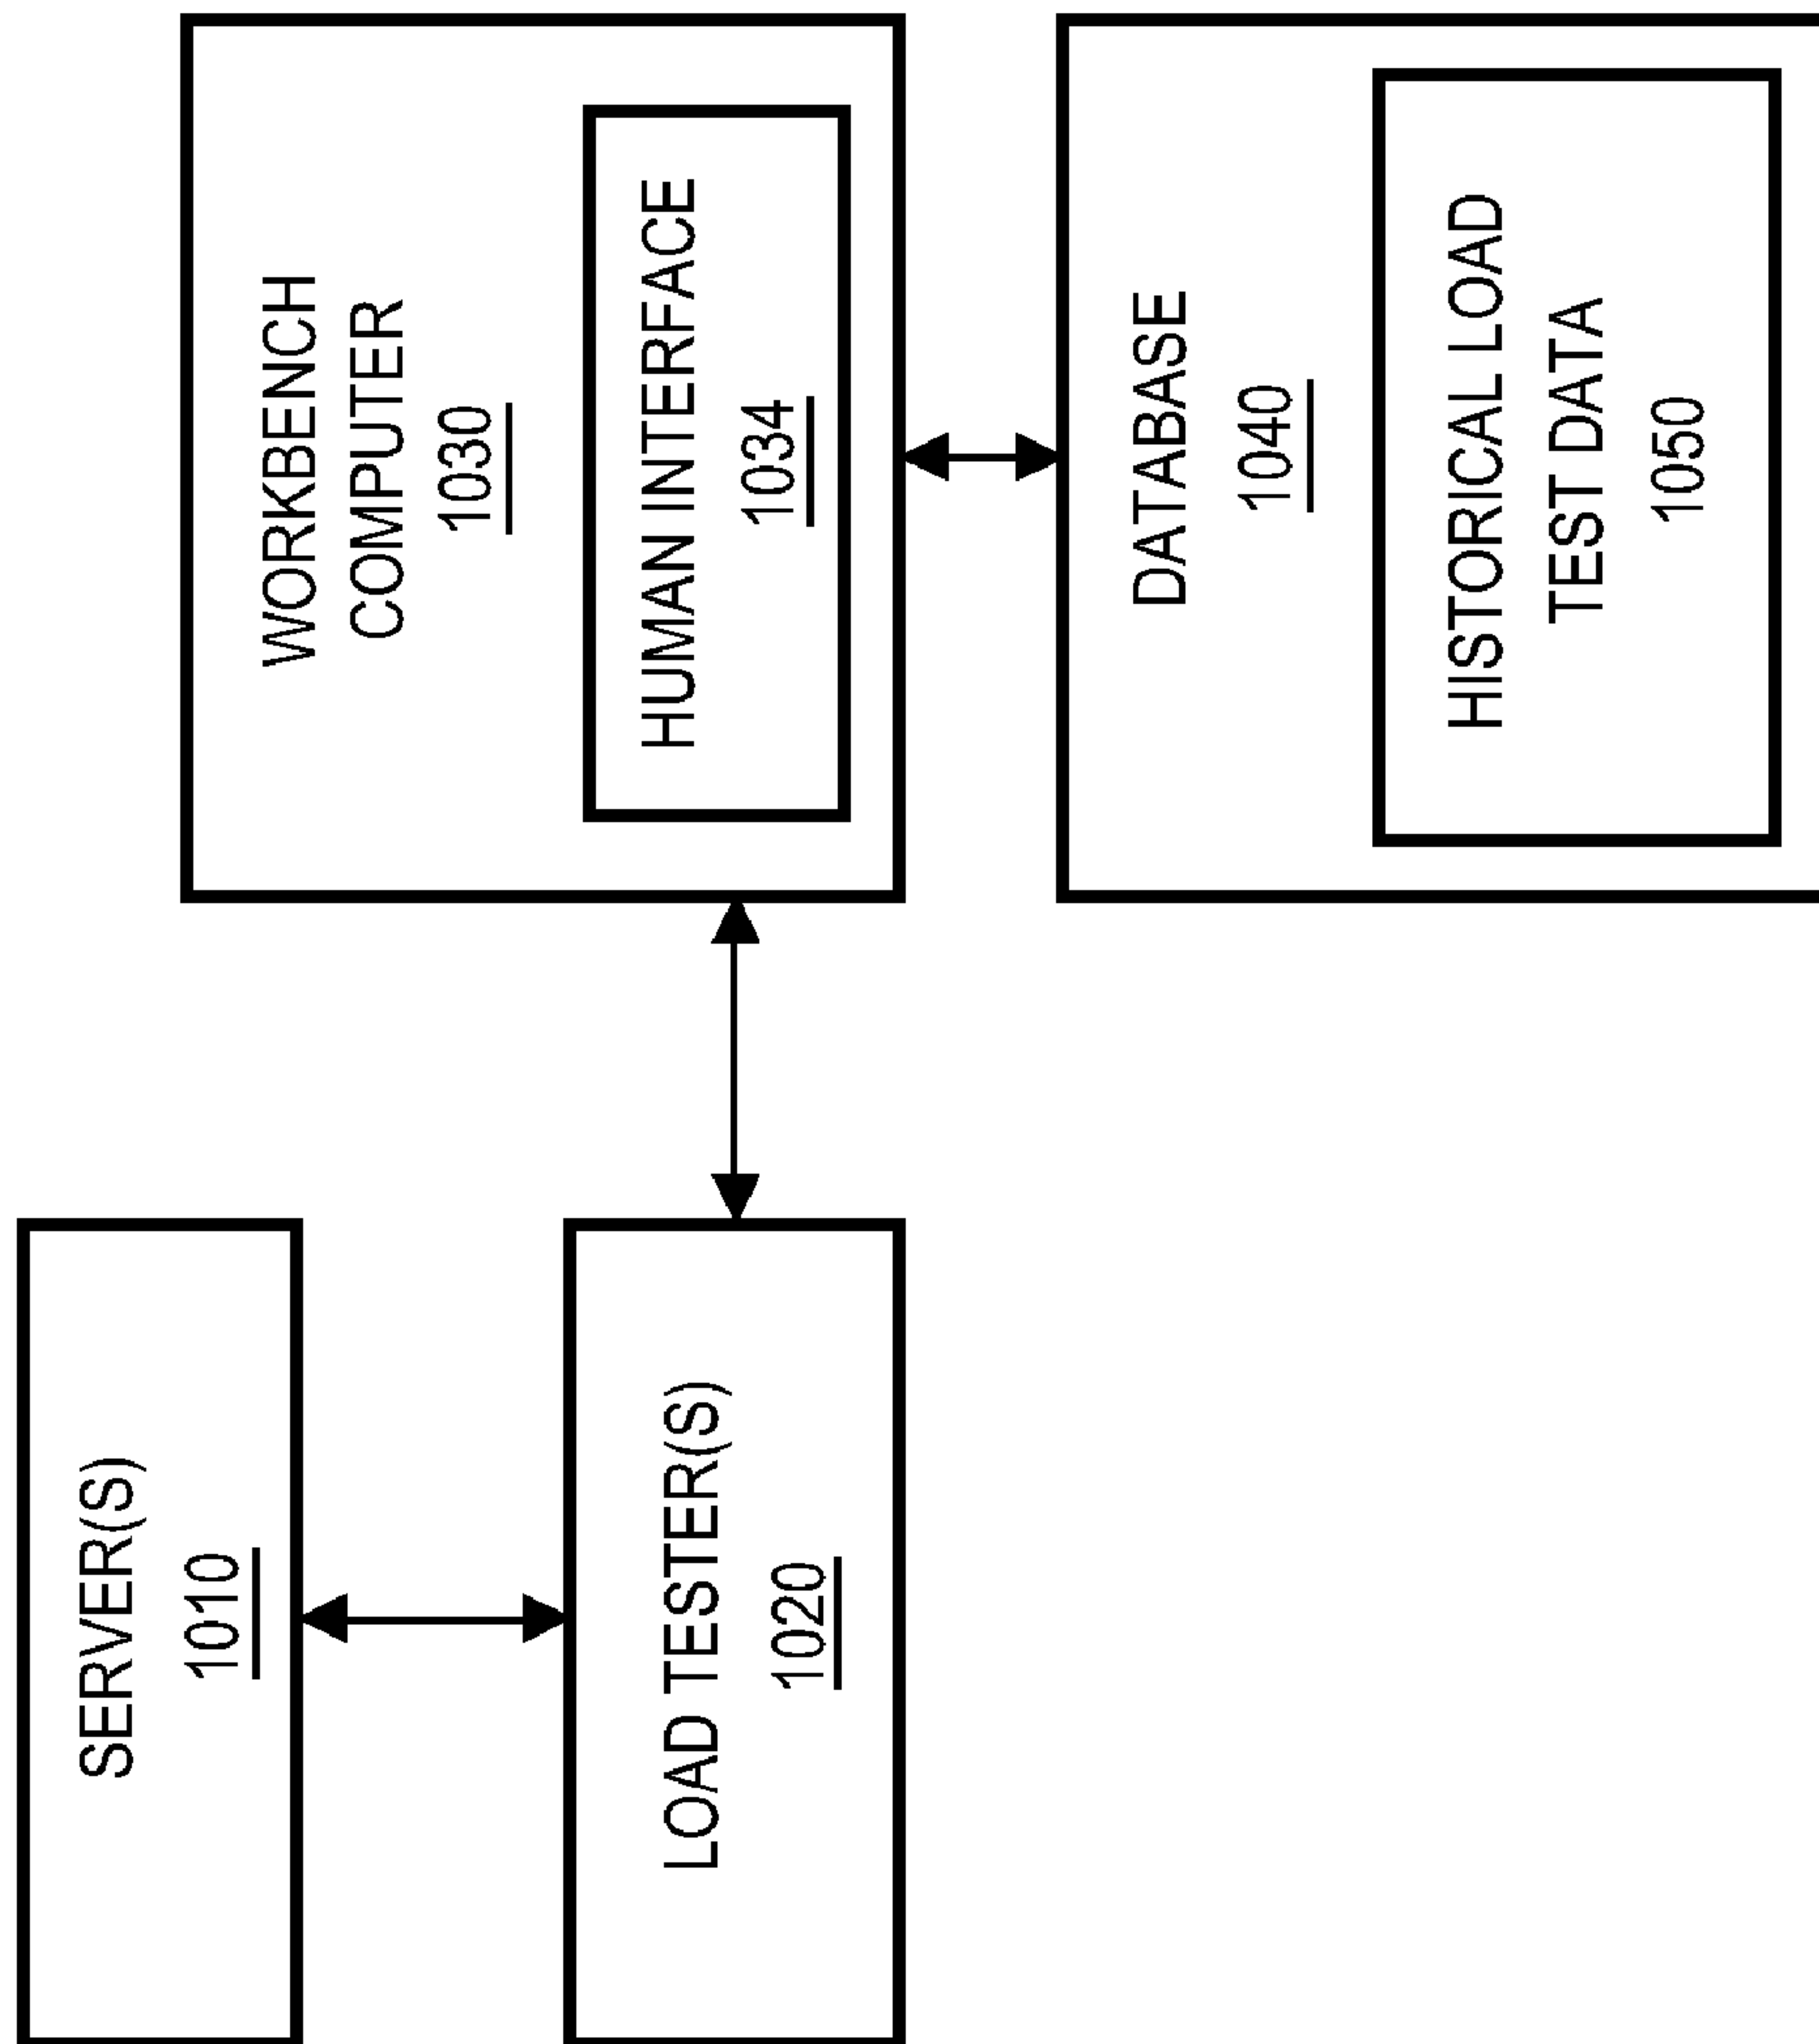 SERVER(S)
1010
LOAD TESTER(S)
1020
WORKBENCH
COMPUTER
1030
HUMAN INTERFACE
1034
DATABASE
1040
HISTORICAL LOAD
TEST DATA
1050